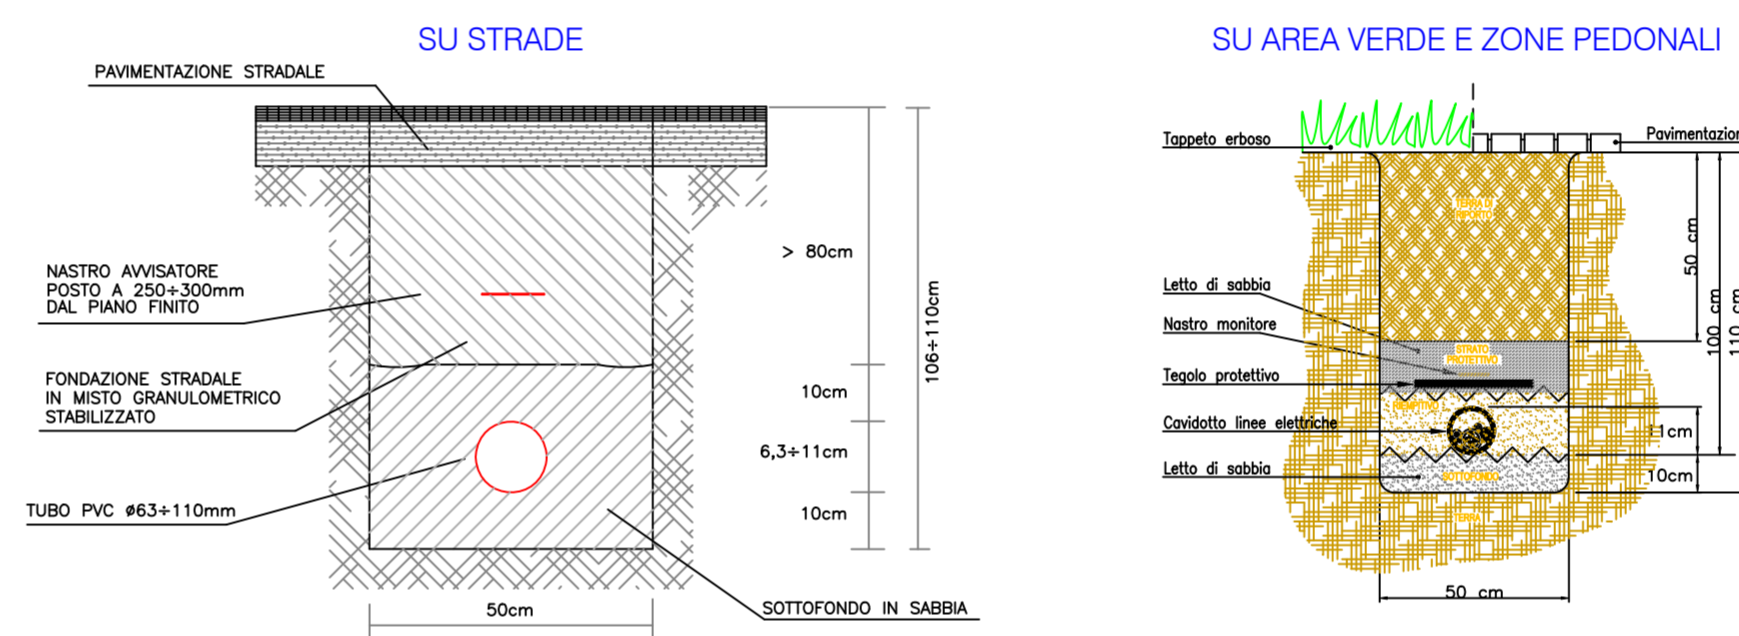 SU STRADE
PAVIMENTAZIONE STRADALE
> 80cm
NASTRO AVVISATORE
POSTO A 250÷300mm
DAL PIANO FINITO
106÷110cm
FONDAZIONE STRADALE
IN MISTO GRANULOMETRICO
STABILIZZATO
10cm
6,3÷11cm
TUBO PVC ø63÷110mm
10cm
50cm
SOTTOFONDO IN SABBIA
SU AREA VERDE E ZONE PEDONALI
Tappeto erboso
Pavimentazion
TERRA DI
RIPORTO
50 cm
Letto di sabbia
Nastro monitore
STRATO
PROTETTIVO
100 cm
110 cm
Tegolo protettivo
RIEMPITIVO
Cavidotto linee elettriche
11cm
Letto di sabbia
SOTTOFONDO
10cm
TERRA
50 cm